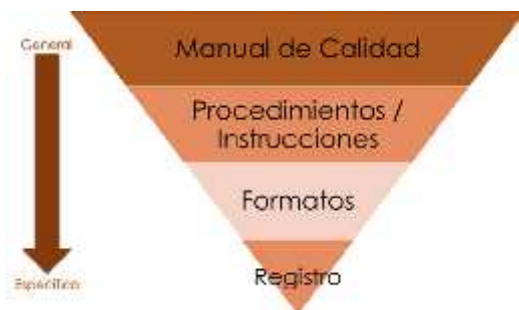 General
Manual de Calidad
Procedimientos /
Instrucciones
Formatos
Registro
Específico